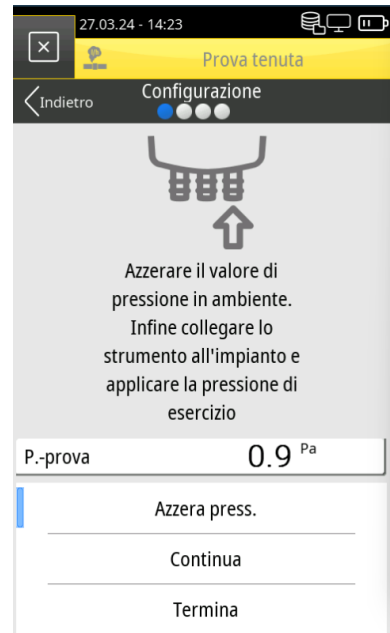 27.03.24 - 14:23
Prova tenuta
Indietro
Configurazione
Azzerare il valore di
pressione in ambiente.
Infine collegare lo
strumento all'impianto e
applicare la pressione di
esercizio
P.-prova 0.9 Pa
Azzera press.
Continua
Termina